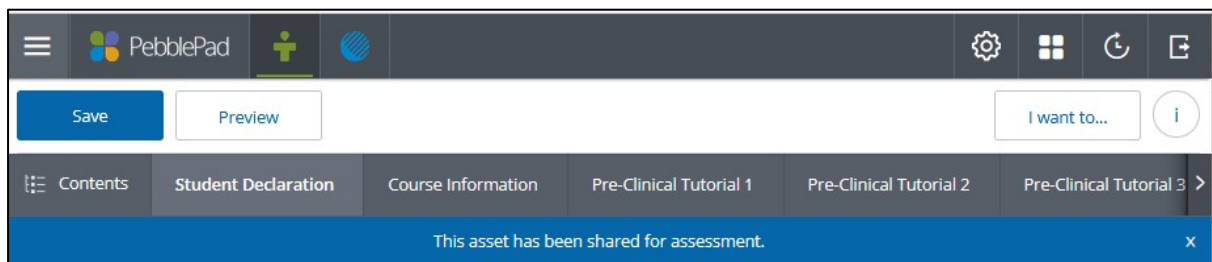 PebblePad
Save Preview I want to... i
Contents Student Declaration Course Information Pre-Clinical Tutorial 1 Pre-Clinical Tutorial 2 Pre-Clinical Tutorial 3 >
This asset has been shared for assessment. x